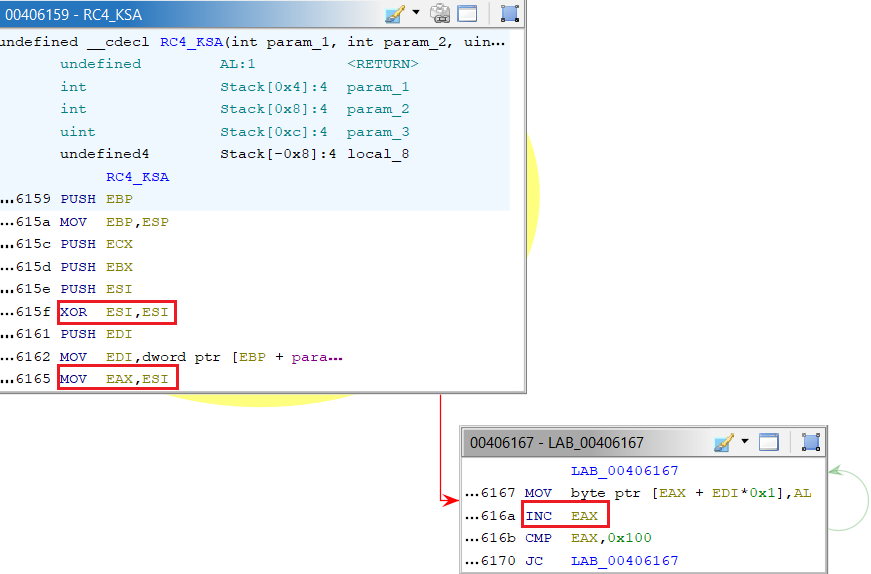 00406159 - RC4_KSA
undefined __cdecl RC4_KSA(int param_1, int param_2, uin...
undefined AL:1 <RETURN>
int Stack[0x4]:4 param_1
int Stack[0x8]:4 param_2
uint Stack[0xc]:4 param_3
undefined4 Stack[-0x8]:4 local_8
RC4_KSA
...6159 PUSH EBP
...615a MOV EBP,ESP
...615c PUSH ECX
...615d PUSH EBX
...615e PUSH ESI
...615f XOR ESI,ESI
...6161 PUSH EDI
...6162 MOV EDI,dword ptr [EBP + para...
...6165 MOV EAX,ESI
00406167 - LAB_00406167
LAB_00406167
...6167 MOV byte ptr [EAX + EDI*0x1],AL
...616a INC EAX
...616b CMP EAX,0x100
...6170 JC LAB_00406167